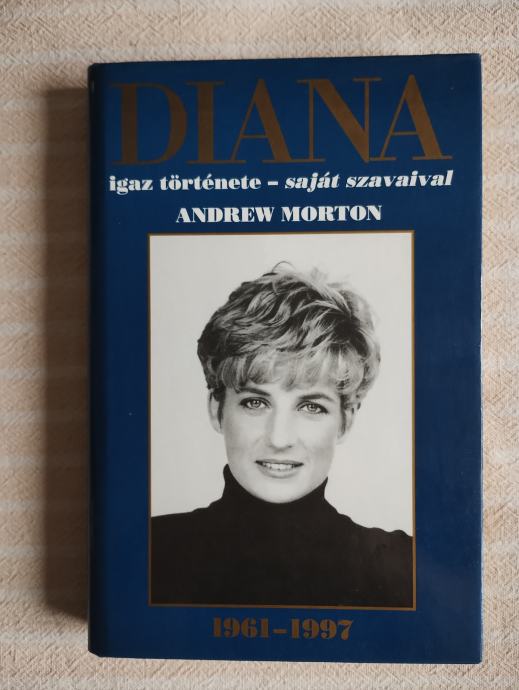 DIANA
igaz története – saját szavaival
ANDREW MORTON
1961–1997